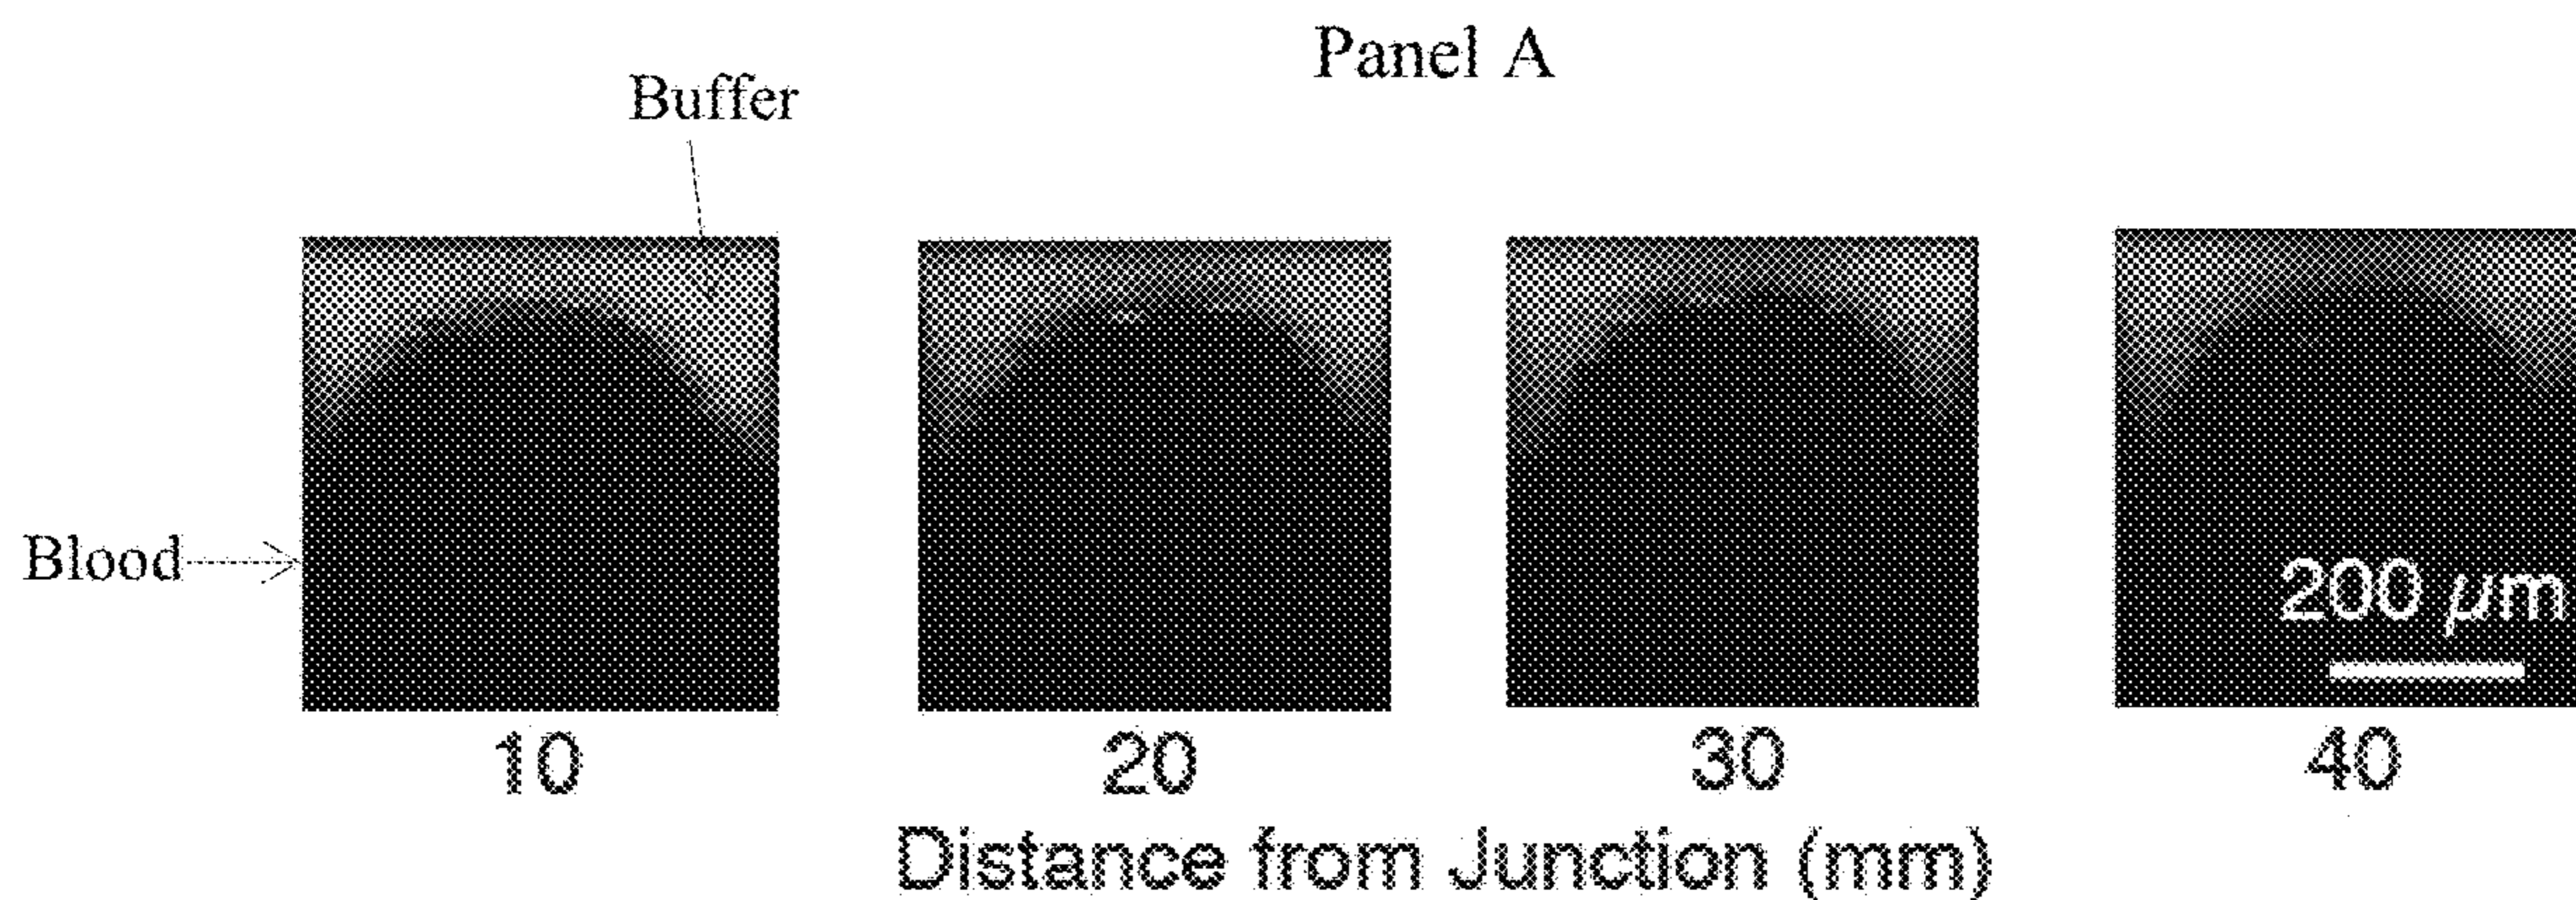 Panel A
Buffer
Blood
200 µm
10 20 30 40
Distance from Junction (mm)